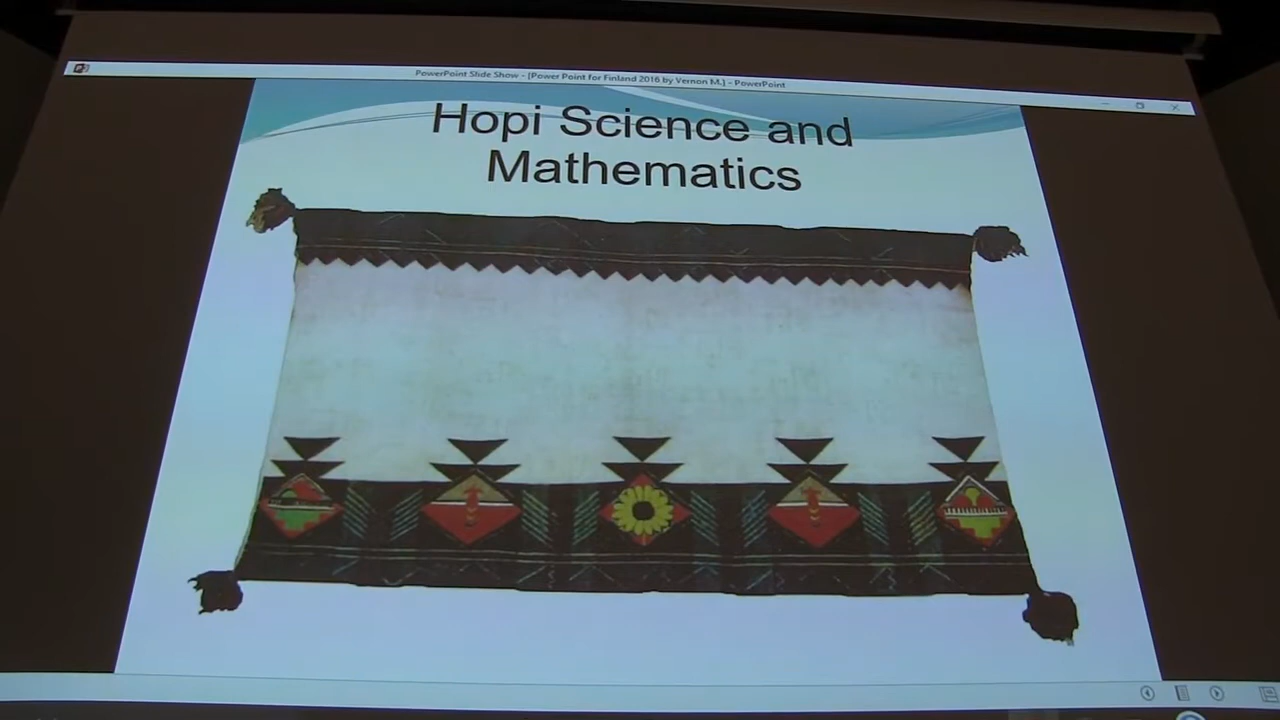 PowerPoint Slide Show - [Power Point for Finland 2016 by Vernon M.] - PowerPoint
Hopi Science and
Mathematics